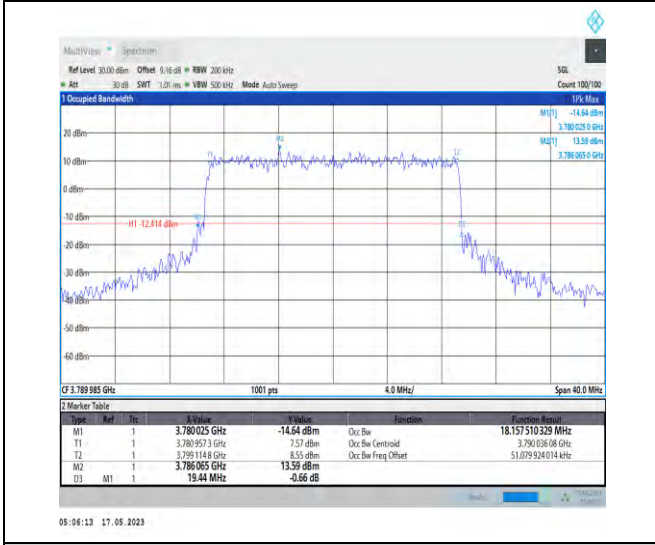 MultiView Spectrum
Ref Level 30.00 dBm Offset 9.16 dB RBW 200 kHz SGL
Att 30 dB SWT 1.01 ms VBW 500 kHz Mode Auto Sweep Count 100/100
1 Occupied Bandwidth 1Pk Max
M1[1] -14.64 dBm
3.780 025 0 GHz
M2[1] 13.59 dBm
3.786 065 0 GHz
20 dBm
M2
10 dBm
0 dBm
-10 dBm
H1 -12.414 dBm
-20 dBm
-30 dBm
-40 dBm
-50 dBm
-60 dBm
CF 3.789 985 GHz 1001 pts 4.0 MHz/ Span 40.0 MHz
2 Marker Table
Type Ref Trc X-Value Y-Value Function Function Result
M1 1 3.780 025 GHz -14.64 dBm Occ Bw 18.157 510 329 MHz
T1 1 3.780 957 3 GHz 7.57 dBm Occ Bw Centroid 3.790 036 08 GHz
T2 1 3.799 114 8 GHz 8.55 dBm Occ Bw Freq Offset 51.079 924 014 kHz
M2 1 3.786 065 GHz 13.59 dBm
D3 M1 1 19.44 MHz -0.66 dB
05:06:13 17.05.2023